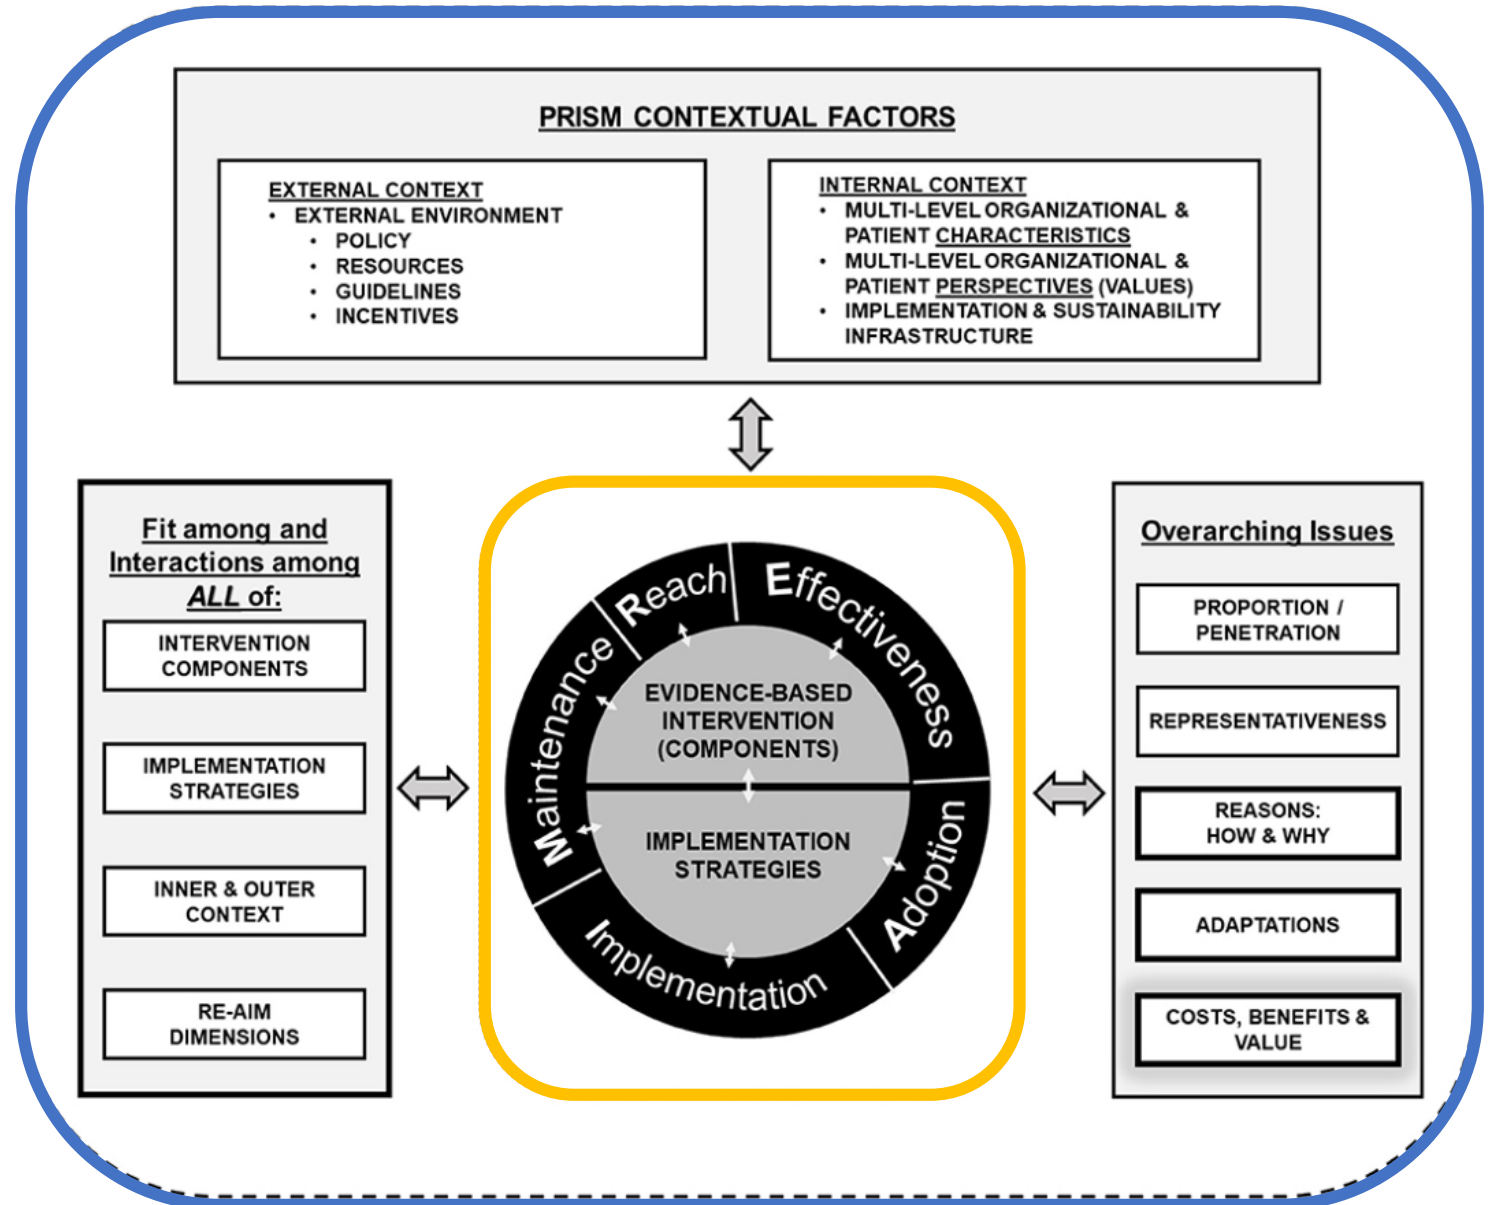 PRISM CONTEXTUAL FACTORS
EXTERNAL CONTEXT
• EXTERNAL ENVIRONMENT
• POLICY
• RESOURCES
• GUIDELINES
• INCENTIVES
INTERNAL CONTEXT
• MULTI-LEVEL ORGANIZATIONAL &
PATIENT CHARACTERISTICS
• MULTI-LEVEL ORGANIZATIONAL &
PATIENT PERSPECTIVES (VALUES)
• IMPLEMENTATION & SUSTAINABILITY
INFRASTRUCTURE
Fit among and
Interactions among
ALL of:
INTERVENTION
COMPONENTS
IMPLEMENTATION
STRATEGIES
INNER & OUTER
CONTEXT
RE-AIM
DIMENSIONS
Reach
Effectiveness
Adoption
Implementation
Maintenance
EVIDENCE-BASED
INTERVENTION
(COMPONENTS)
IMPLEMENTATION
STRATEGIES
Overarching Issues
PROPORTION /
PENETRATION
REPRESENTATIVENESS
REASONS:
HOW & WHY
ADAPTATIONS
COSTS, BENEFITS &
VALUE